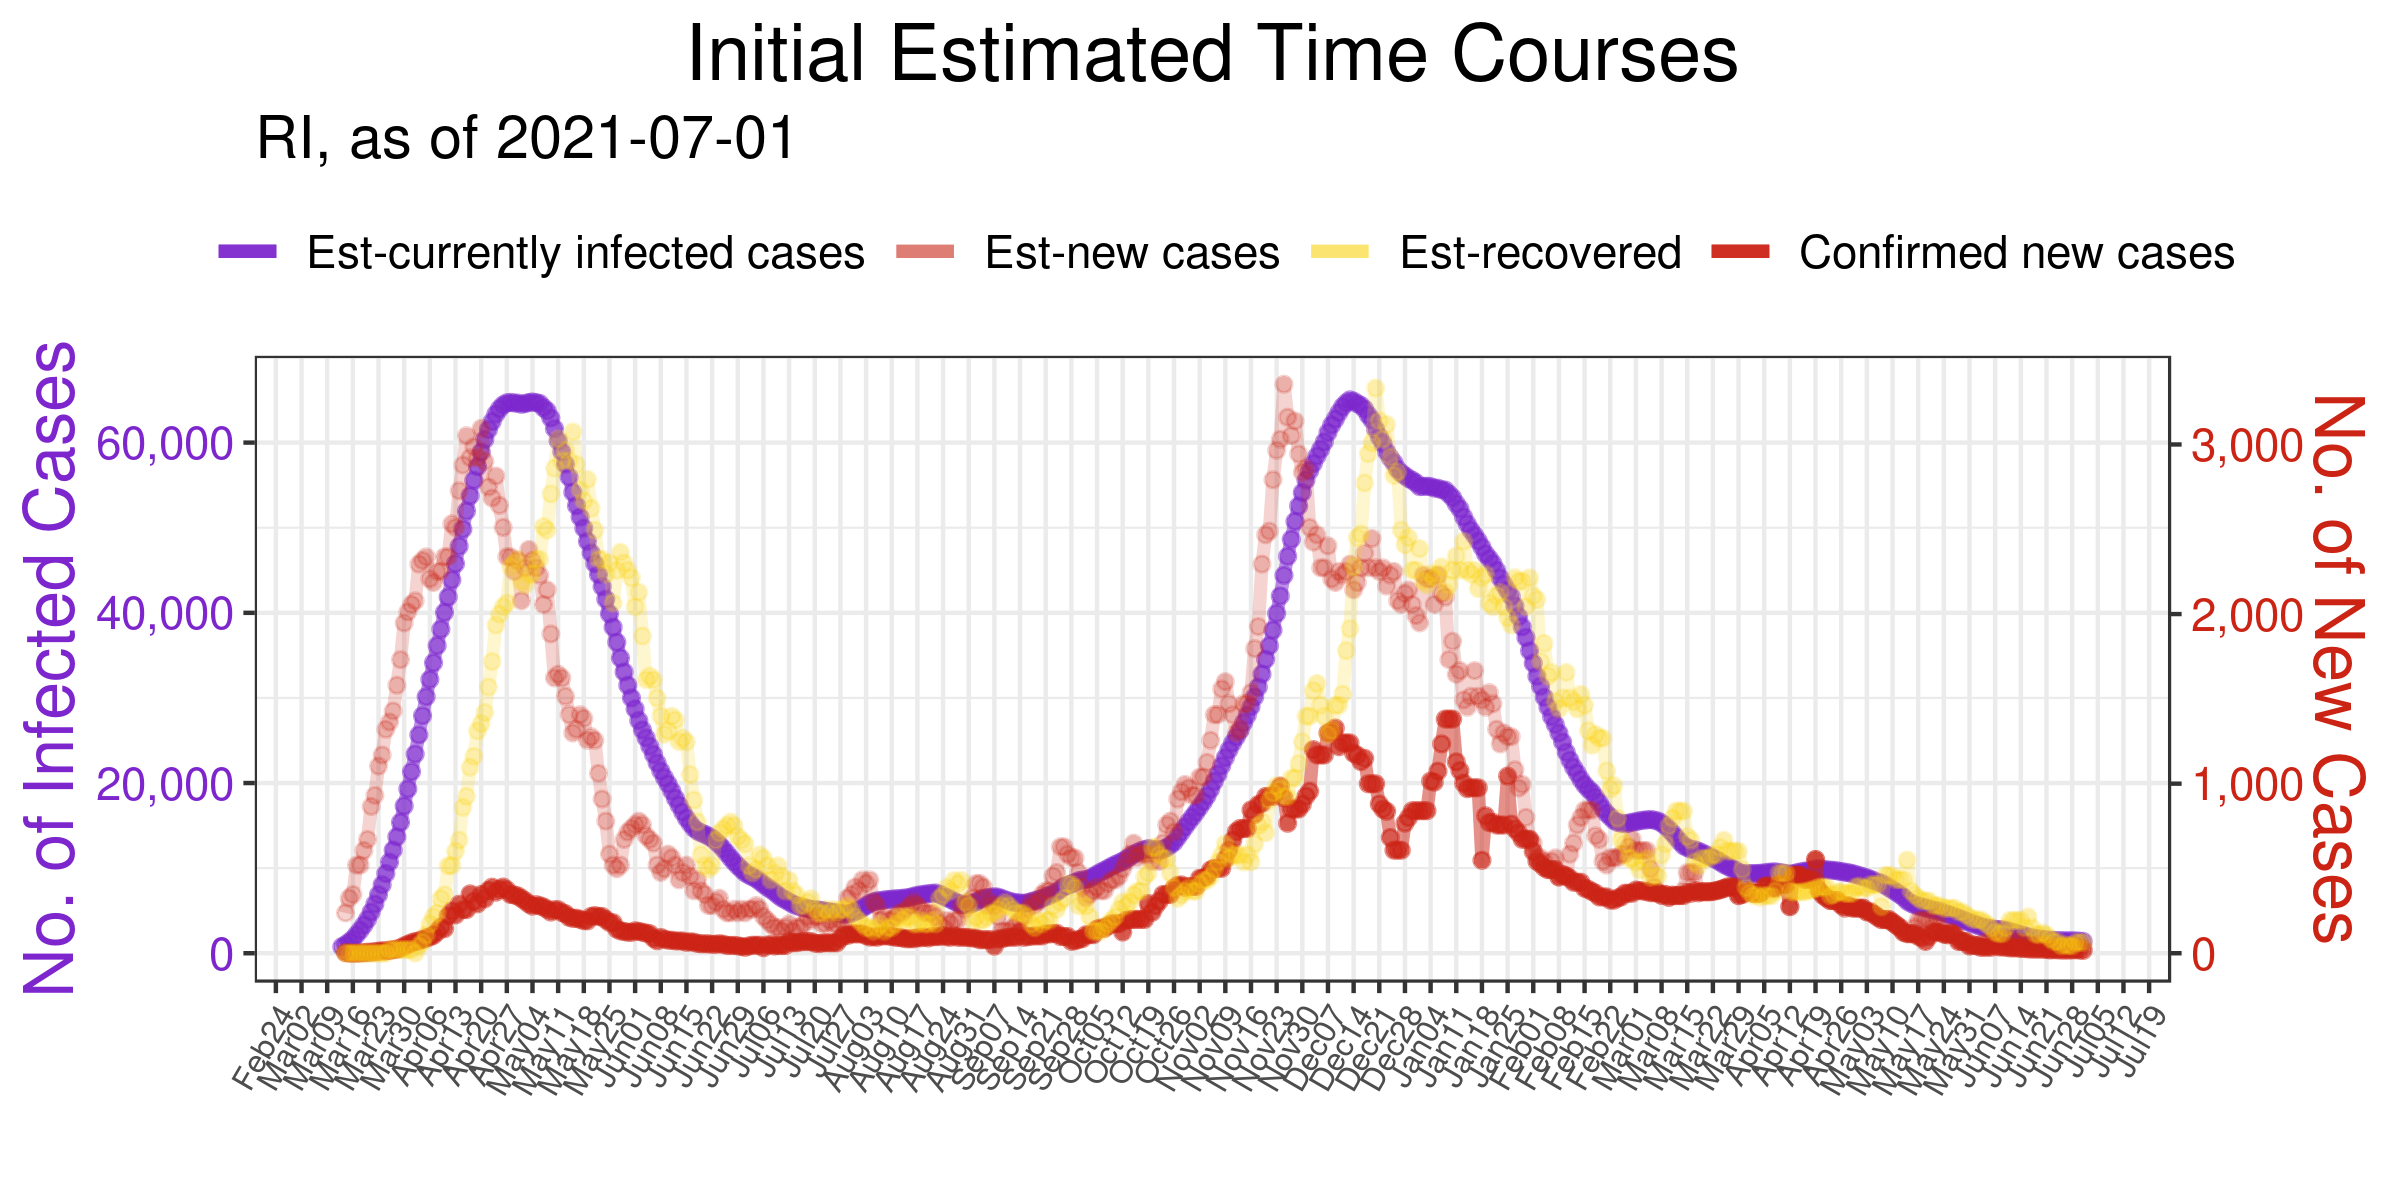 Initial Estimated Time Courses
RI, as of 2021-07-01
Est-currently infected cases
Est-new cases
Est-recovered
Confirmed new cases
No. of Infected Cases
60,000
40,000
20,000
0
3,000
2,000
1,000
0
No. of New Cases
Feb24
Mar02
Mar09
Mar16
Mar23
Mar30
Apr06
Apr13
Apr20
Apr27
May04
May11
May18
May25
Jun01
Jun08
Jun15
Jun22
Jun29
Jul06
Jul13
Jul20
Jul27
Aug03
Aug10
Aug17
Aug24
Aug31
Sep07
Sep14
Sep21
Sep28
Oct05
Oct12
Oct19
Oct26
Nov02
Nov09
Nov16
Nov23
Nov30
Dec07
Dec14
Dec21
Dec28
Jan04
Jan11
Jan18
Jan25
Feb01
Feb08
Feb15
Feb22
Mar01
Mar08
Mar15
Mar22
Mar29
Apr05
Apr12
Apr19
Apr26
May03
May10
May17
May24
May31
Jun07
Jun14
Jun21
Jun28
Jul05
Jul12
Jul19